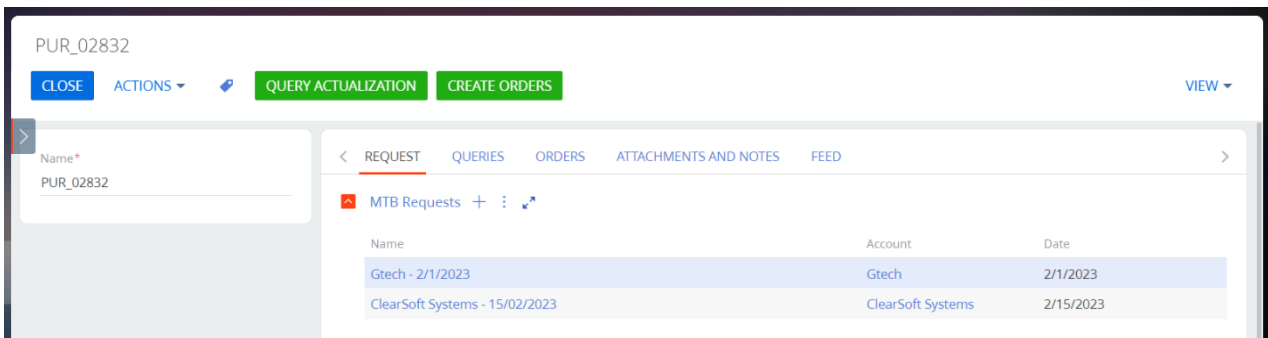 PUR_02832
CLOSE ACTIONS QUERY ACTUALIZATION CREATE ORDERS VIEW
Name*
PUR_02832
REQUEST QUERIES ORDERS ATTACHMENTS AND NOTES FEED
MTB Requests
Name Account Date
Gtech - 2/1/2023 Gtech 2/1/2023
ClearSoft Systems - 15/02/2023 ClearSoft Systems 2/15/2023